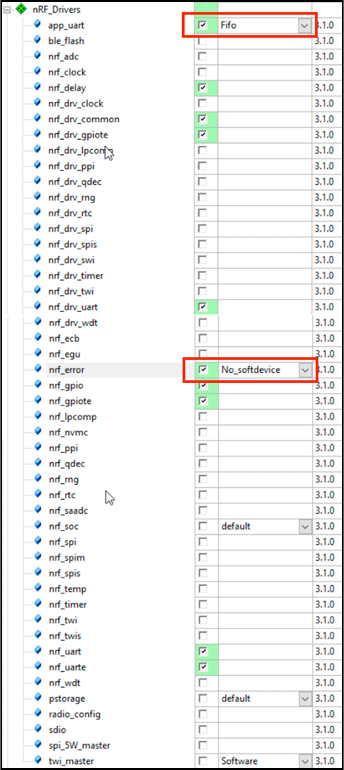 nRF_Drivers
app_uart Fifo 3.1.0
ble_flash 3.1.0
nrf_adc 3.1.0
nrf_clock 3.1.0
nrf_delay 3.1.0
nrf_drv_clock 3.1.0
nrf_drv_common 3.1.0
nrf_drv_gpiote 3.1.0
nrf_drv_lpcomp 3.1.0
nrf_drv_ppi 3.1.0
nrf_drv_qdec 3.1.0
nrf_drv_rng 3.1.0
nrf_drv_rtc 3.1.0
nrf_drv_spi 3.1.0
nrf_drv_spis 3.1.0
nrf_drv_swi 3.1.0
nrf_drv_timer 3.1.0
nrf_drv_twi 3.1.0
nrf_drv_uart 3.1.0
nrf_drv_wdt 3.1.0
nrf_ecb 3.1.0
nrf_egu 3.1.0
nrf_error No_softdevice 3.1.0
nrf_gpio 3.1.0
nrf_gpiote 3.1.0
nrf_lpcomp 3.1.0
nrf_nvmc 3.1.0
nrf_ppi 3.1.0
nrf_qdec 3.1.0
nrf_rng 3.1.0
nrf_rtc 3.1.0
nrf_saadc 3.1.0
nrf_soc default 3.1.0
nrf_spi 3.1.0
nrf_spim 3.1.0
nrf_spis 3.1.0
nrf_temp 3.1.0
nrf_timer 3.1.0
nrf_twi 3.1.0
nrf_twis 3.1.0
nrf_uart 3.1.0
nrf_uarte 3.1.0
nrf_wdt 3.1.0
pstorage default 3.1.0
radio_config 3.1.0
sdio 3.1.0
spi_5W_master 3.1.0
twi_master Software 3.1.0